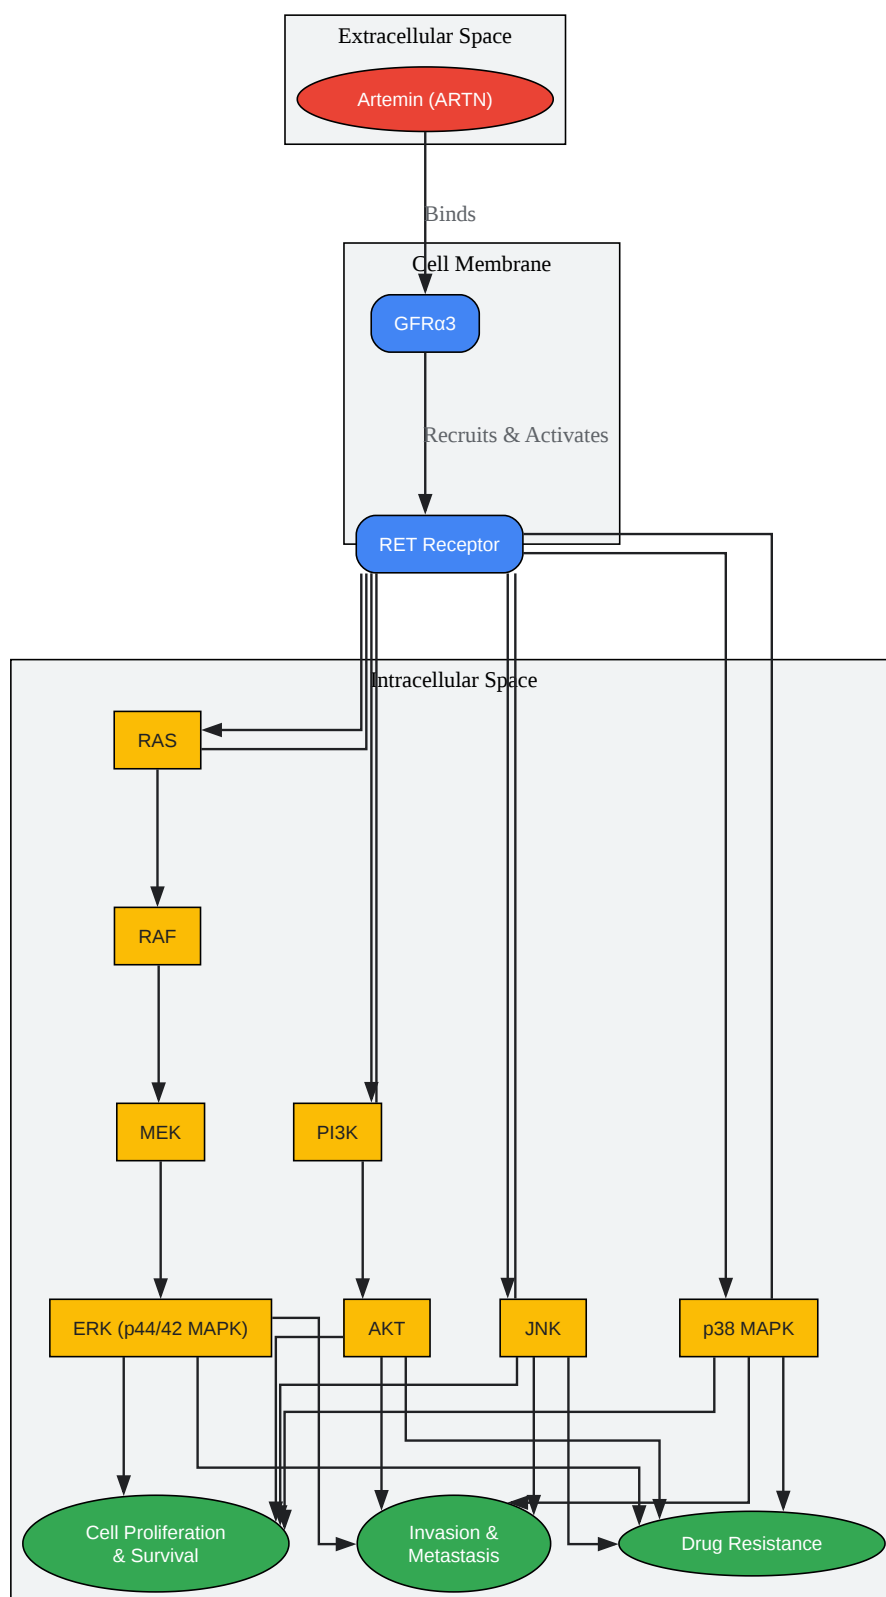 Extracellular Space
Artemin (ARTN)
Binds
Cell Membrane
GFRα3
Recruits & Activates
RET Receptor
Intracellular Space
RAS
RAF
MEK
PI3K
ERK (p44/42 MAPK)
AKT
JNK
p38 MAPK
Cell Proliferation
& Survival
Invasion &
Metastasis
Drug Resistance